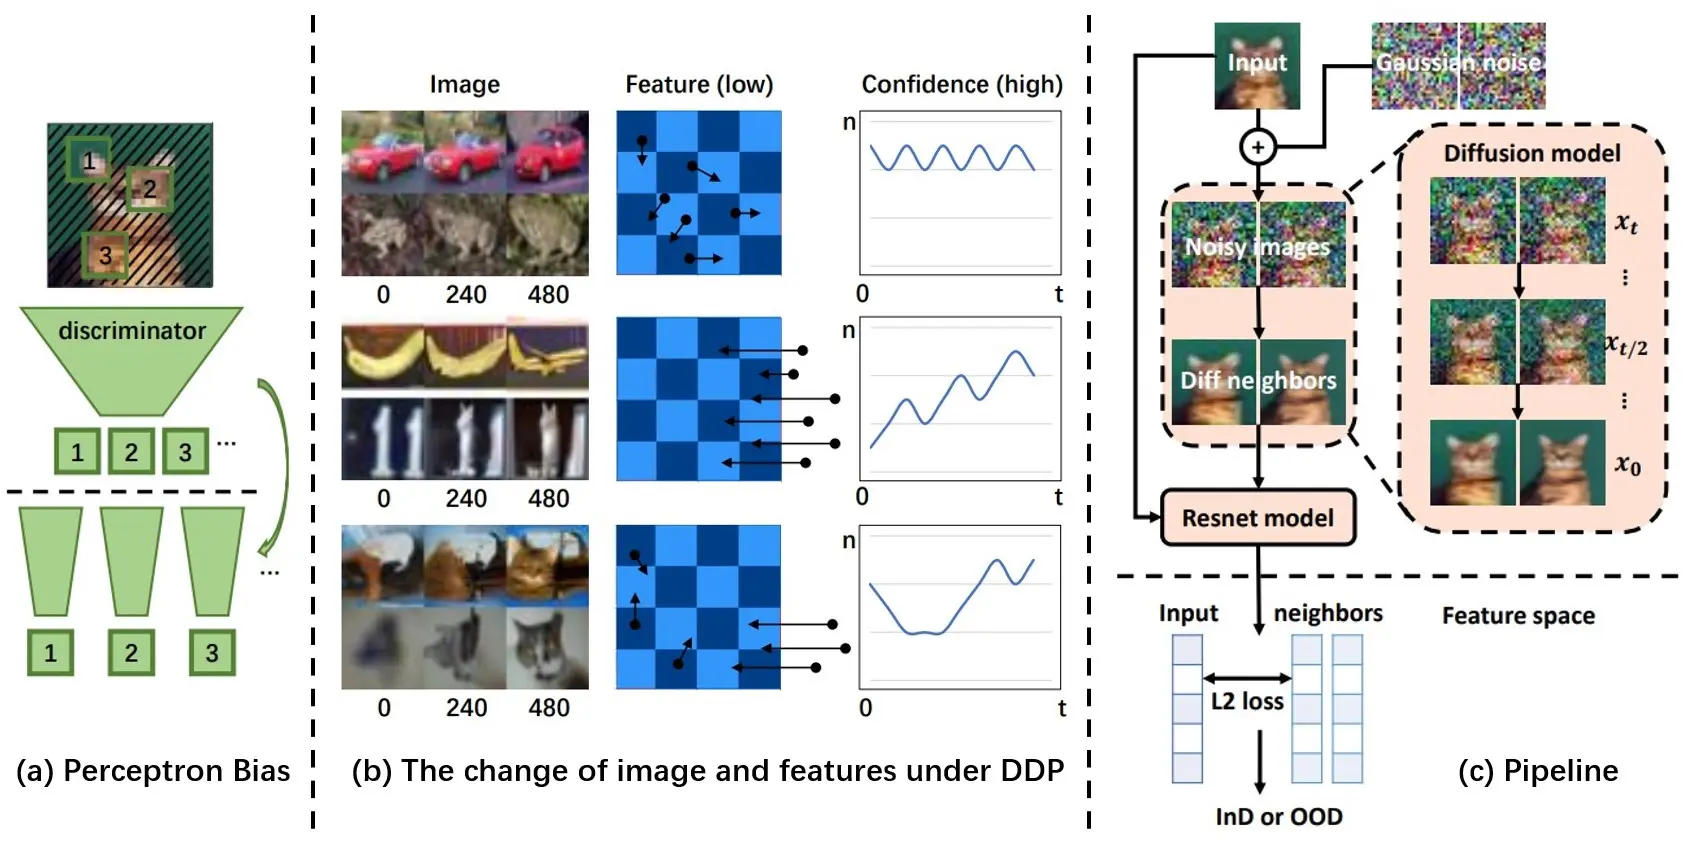 1
2
3
discriminator
1 2 3 ...
...
1 2 3
(a) Perceptron Bias
Image Feature (low) Confidence (high)
n
0 240 480 0 t
n
0 240 480 0 t
n
0 240 480 0 t
(b) The change of image and features under DDP
Input Gaussian noise
+
Diffusion model
Noisy images
x_t
⋮
Diff neighbors
x_{t/2}
⋮
x_0
Resnet model
Input neighbors Feature space
L2 loss
InD or OOD
(c) Pipeline